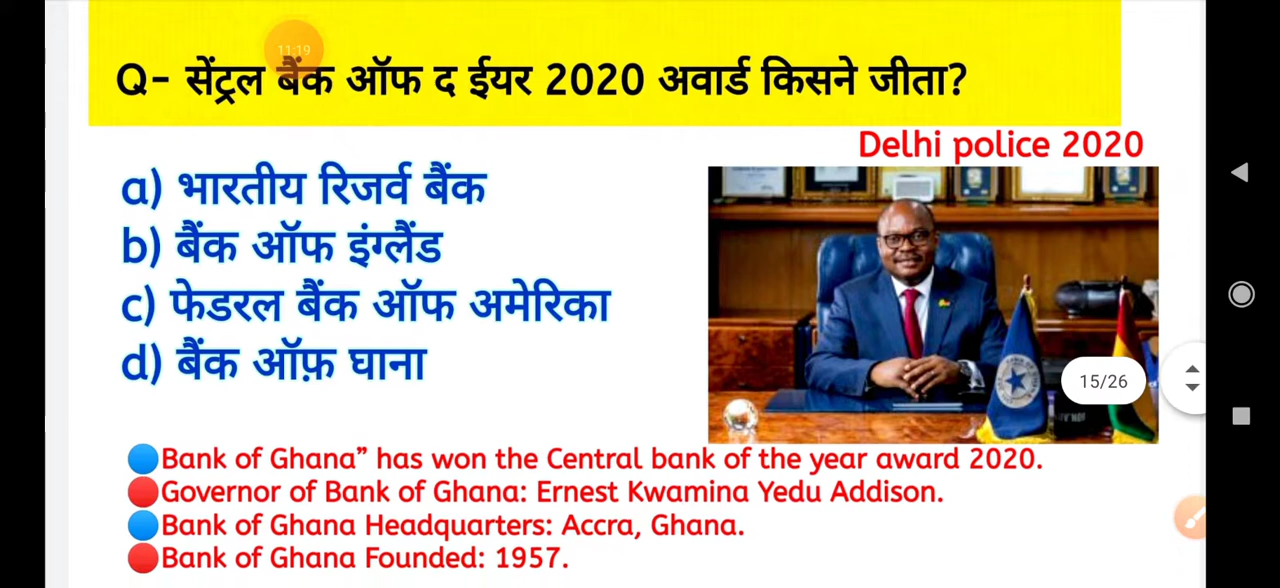 11:19
Q- सेंट्रल बैंक ऑफ द ईयर 2020 अवार्ड किसने जीता?
Delhi police 2020
a) भारतीय रिजर्व बैंक
b) बैंक ऑफ इंग्लैंड
c) फेडरल बैंक ऑफ अमेरिका
d) बैंक ऑफ़ घाना
15/26
Bank of Ghana” has won the Central bank of the year award 2020.
Governor of Bank of Ghana: Ernest Kwamina Yedu Addison.
Bank of Ghana Headquarters: Accra, Ghana.
Bank of Ghana Founded: 1957.